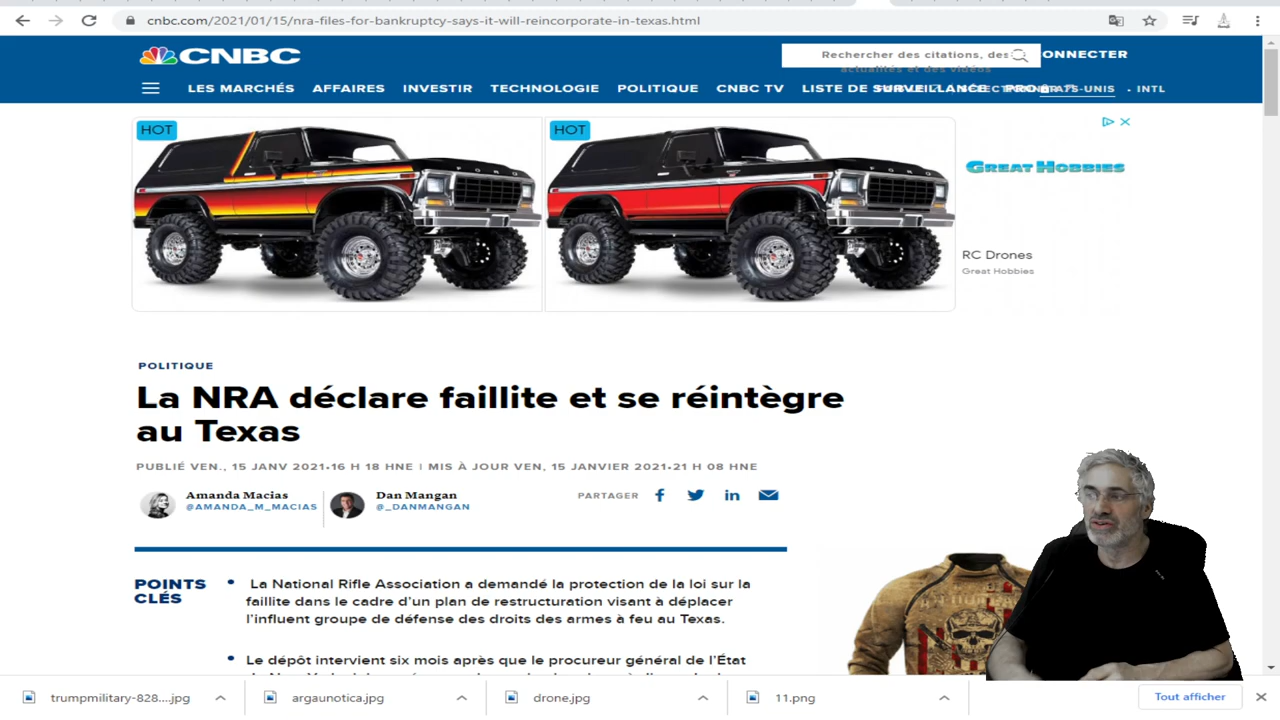 cnbc.com/2021/01/15/nra-files-for-bankruptcy-says-it-will-reincorporate-in-texas.html
CNBC
Rechercher des citations, des
actualités et des vidéos
ONNECTER
LES MARCHÉS AFFAIRES INVESTIR TECHNOLOGIE POLITIQUE CNBC TV LISTE DE SURVEILLANCE PRO
• INTL
HOT
HOT
FORD
FORD
GREAT HOBBIES
RC Drones
Great Hobbies
POLITIQUE
La NRA déclare faillite et se réintègre
au Texas
PUBLIÉ VEN., 15 JANV 2021•16 H 18 HNE | MIS À JOUR VEN, 15 JANVIER 2021•21 H 08 HNE
Amanda Macias
@AMANDA_M_MACIAS
Dan Mangan
@_DANMANGAN
PARTAGER
POINTS
CLÉS
• La National Rifle Association a demandé la protection de la loi sur la
faillite dans le cadre d'un plan de restructuration visant à déplacer
l'influent groupe de défense des droits des armes à feu au Texas.
• Le dépôt intervient six mois après que le procureur général de l'État
trumpmilitary-828....jpg
argaunotica.jpg
drone.jpg
11.png
Tout afficher